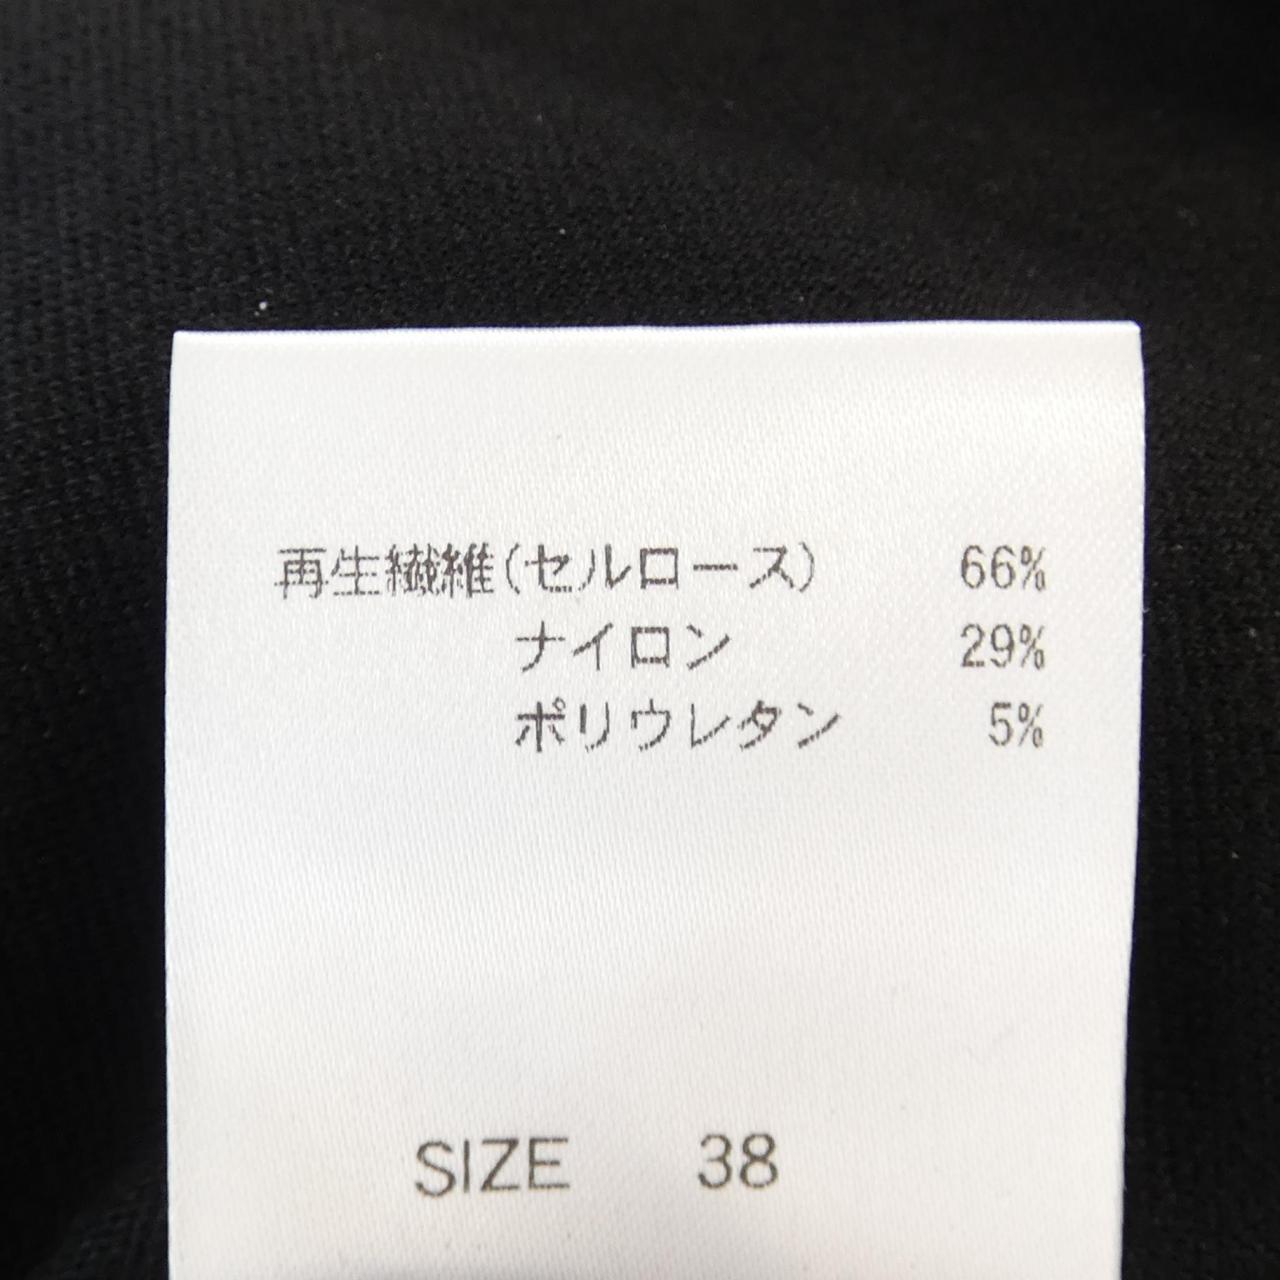 再生繊維(セルロース) 66%
ナイロン 29%
ポリウレタン 5%
SIZE 38